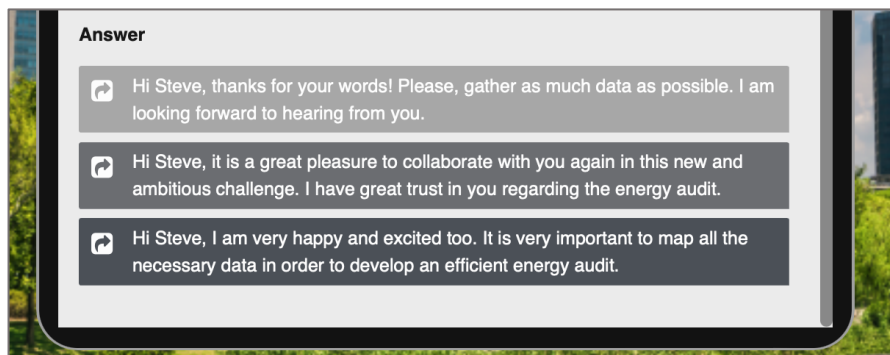 Answer
Hi Steve, thanks for your words! Please, gather as much data as possible. I am
looking forward to hearing from you.
Hi Steve, it is a great pleasure to collaborate with you again in this new and
ambitious challenge. I have great trust in you regarding the energy audit.
Hi Steve, I am very happy and excited too. It is very important to map all the
necessary data in order to develop an efficient energy audit.